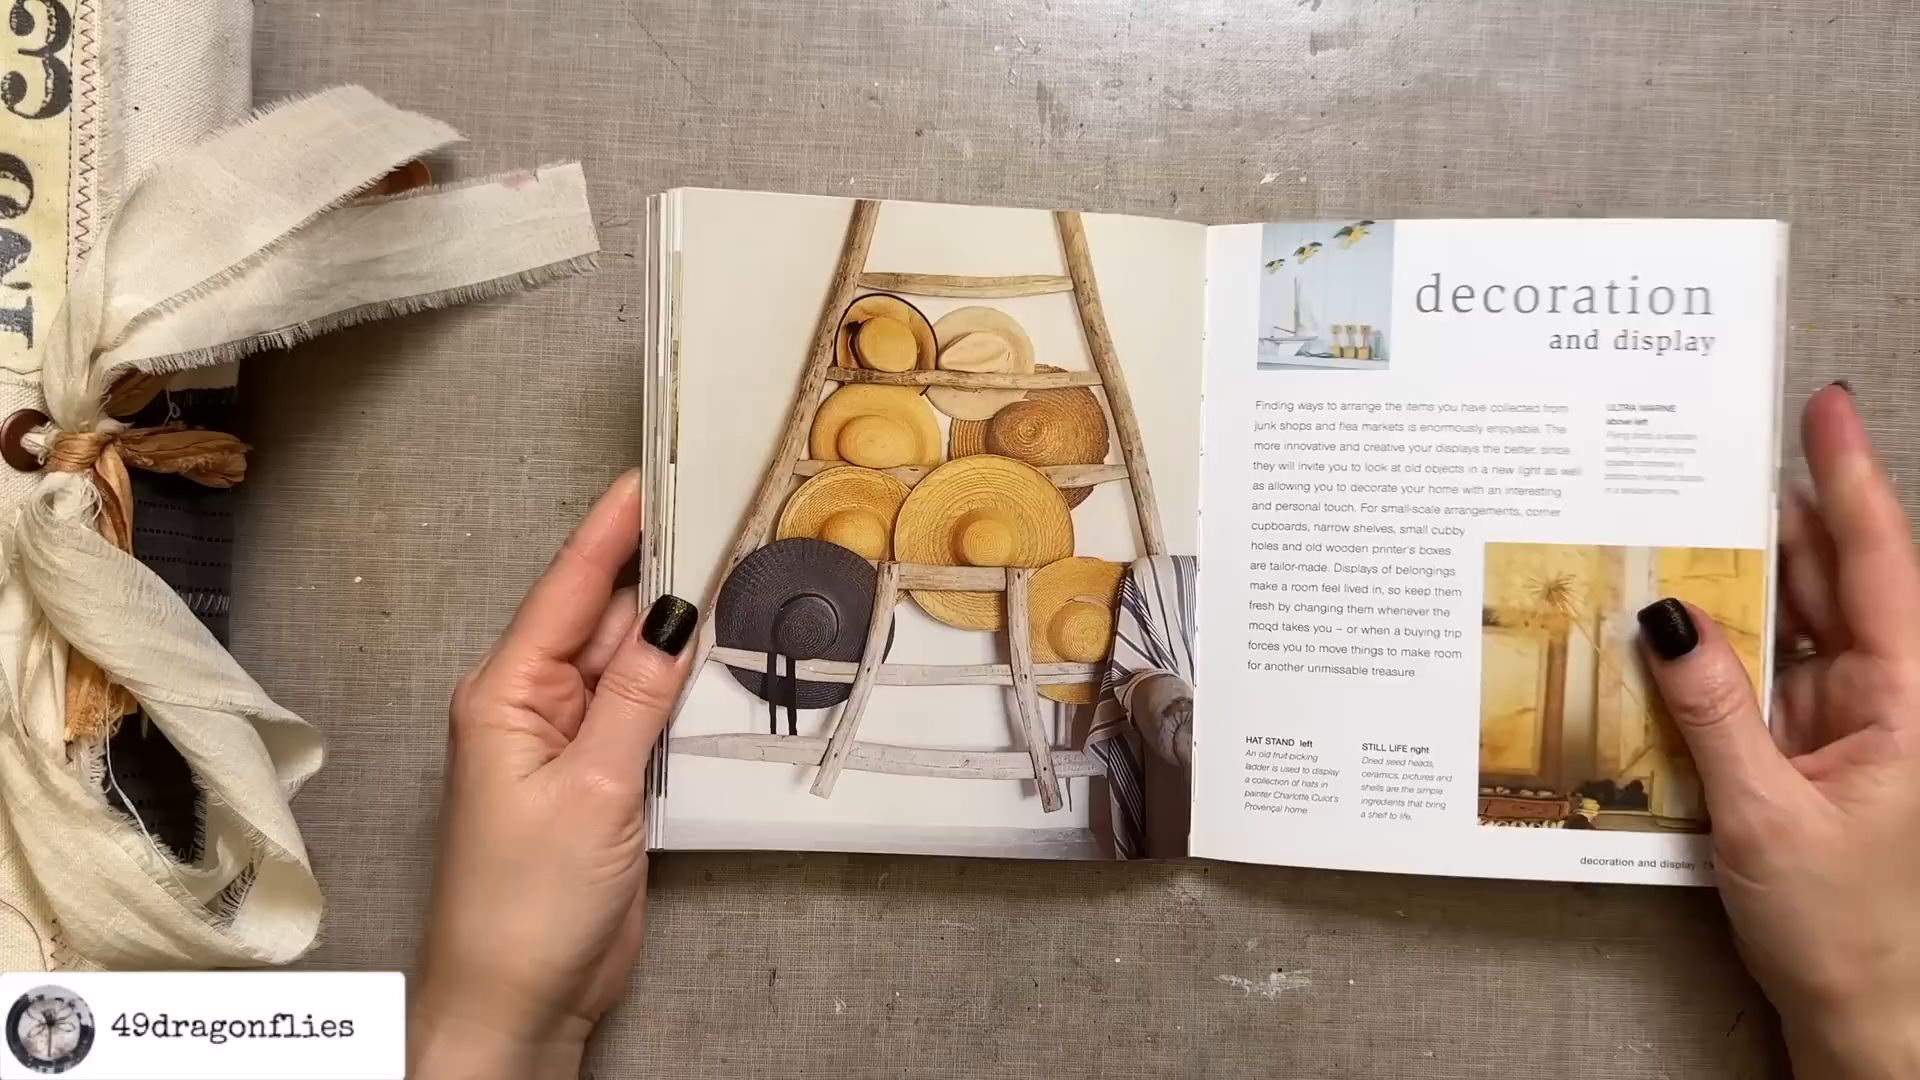 3
decoration
and display
Finding ways to arrange the items you have collected from
junk shops and flea markets is enormously enjoyable. The
more innovative and creative your displays the better, since
they will invite you to look at old objects in a new light as well
as allowing you to decorate your home with an interesting
and personal touch. For small-scale arrangements, corner
cupboards, narrow shelves, small cubby
holes and old wooden printer's boxes
are tailor-made. Displays of belongings
make a room feel lived in, so keep them
fresh by changing them whenever the
mood takes you – or when a buying trip
forces you to move things to make room
for another unmissable treasure
ULTRA MARINE
above left
HAT STAND left
An old fruit-picking
ladder is used to display
a collection of hats in
painter Charlotte Culot's
Provençal home.
STILL LIFE right
Dried seed heads,
ceramics, pictures and
shells are the simple
ingredients that bring
a shelf to life.
decoration and display
49dragonflies